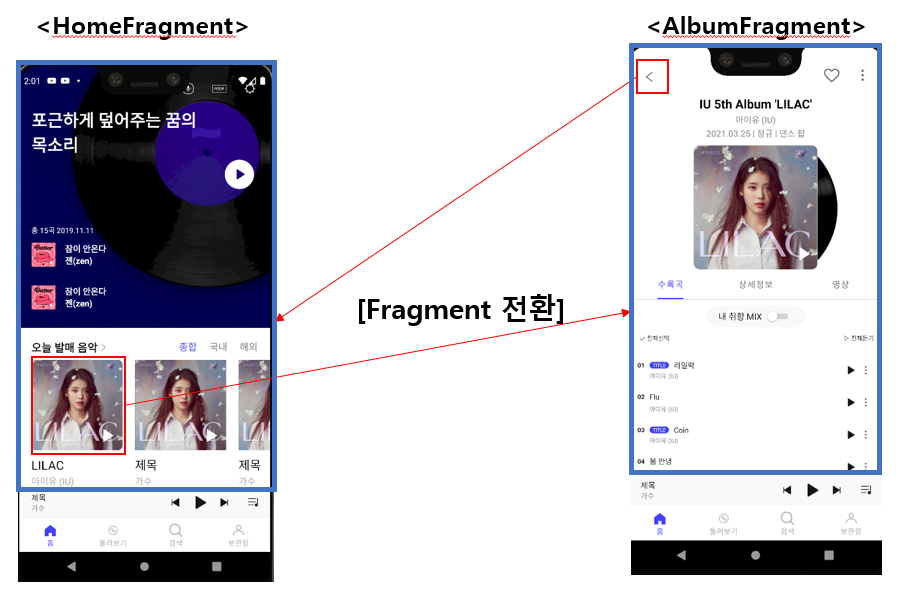 <HomeFragment>
<AlbumFragment>
2:01
포근하게 덮어주는 꿈의
목소리
총 15곡 2019.11.11
잠이 안온다
젠(zen)
잠이 안온다
젠(zen)
오늘 발매 음악
종합 국내 해외
LILAC
LILAC
LILAC
제목
제목
아이유 (IU)
가수
가수
제목
가수
홈
둘러보기
검색
보관함
[Fragment 전환]
IU 5th Album 'LILAC'
아이유 (IU)
2021.03.25 | 정규 | 댄스 팝
LILAC
수록곡
상세정보
영상
내 취향 MIX
전체선택
전체듣기
01 TITLE 라일락
아이유 (IU)
02 Flu
아이유 (IU)
03 TITLE Coin
아이유 (IU)
04 봄 안녕
제목
가수
홈
둘러보기
검색
보관함